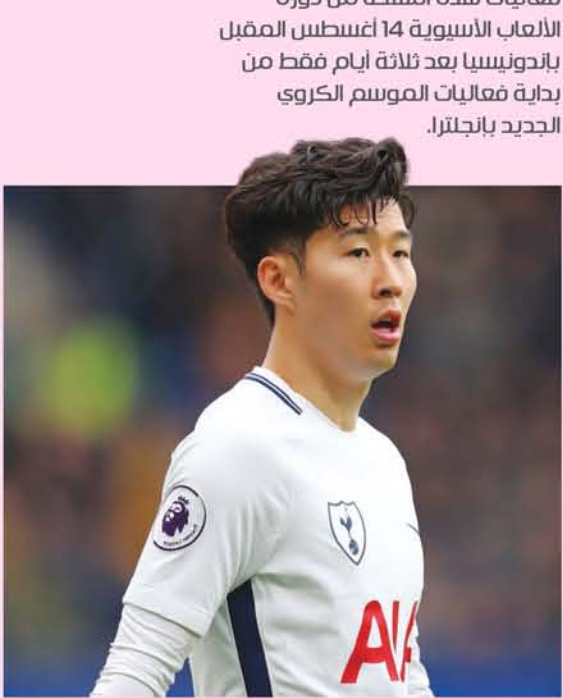 الألعاب الآسيوية 14 أغسطس المقبل
بإندونيسيا بعد ثلاثة أيام فقط من
بداية فعاليات الموسم الكروي
الجديد بإنجلترا.
AIA